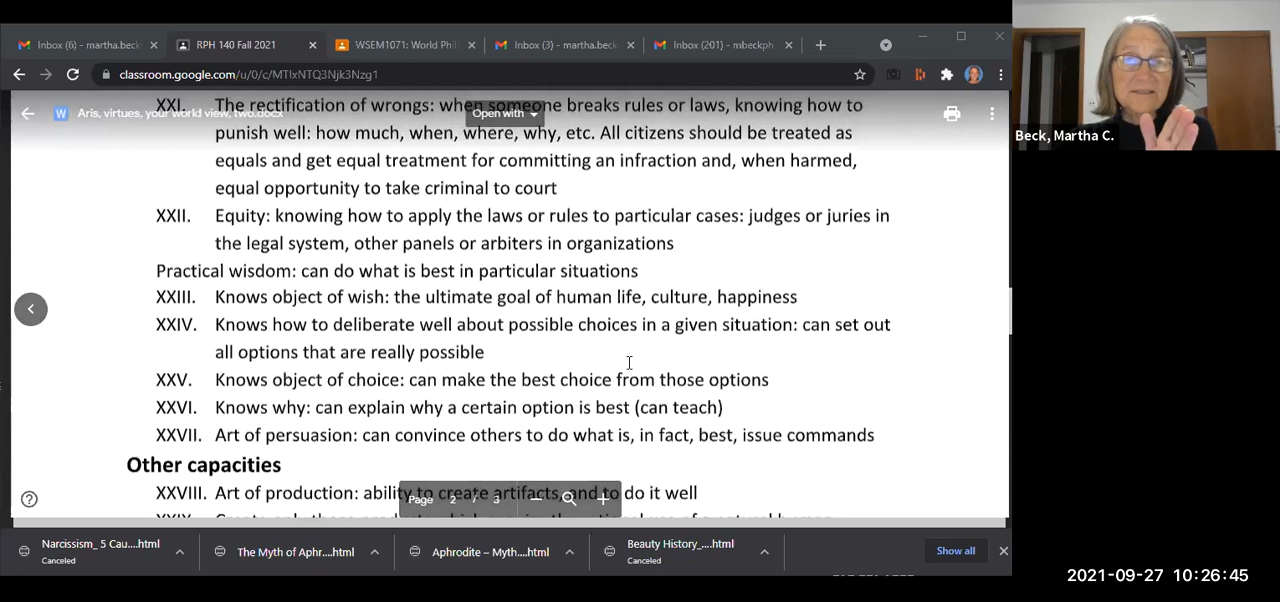 Inbox (6) - martha.beck
RPH 140 Fall 2021
WSEM1071: World Phil
Inbox (3) - martha.beck
Inbox (201) - mbeckph
classroom.google.com/u/0/c/MTIxNTQ3Njk3Nzg1
XXI. The rectification of wrongs: when someone breaks rules or laws, knowing how to
W Aris, virtues, your world view, two.docx
Open with
punish well: how much, when, where, why, etc. All citizens should be treated as
equals and get equal treatment for committing an infraction and, when harmed,
equal opportunity to take criminal to court
XXII. Equity: knowing how to apply the laws or rules to particular cases: judges or juries in
the legal system, other panels or arbiters in organizations
Practical wisdom: can do what is best in particular situations
XXIII. Knows object of wish: the ultimate goal of human life, culture, happiness
XXIV. Knows how to deliberate well about possible choices in a given situation: can set out
all options that are really possible
XXV. Knows object of choice: can make the best choice from those options
XXVI. Knows why: can explain why a certain option is best (can teach)
XXVII. Art of persuasion: can convince others to do what is, in fact, best, issue commands
Other capacities
XXVIII. Art of production: ability to create artifacts, and to do it well
Page 2 / 3
Narcissism_ 5 Cau....html
Canceled
The Myth of Aphr....html
Aphrodite – Myth....html
Beauty History_....html
Canceled
Show all
Beck, Martha C.
2021-09-27 10:26:45